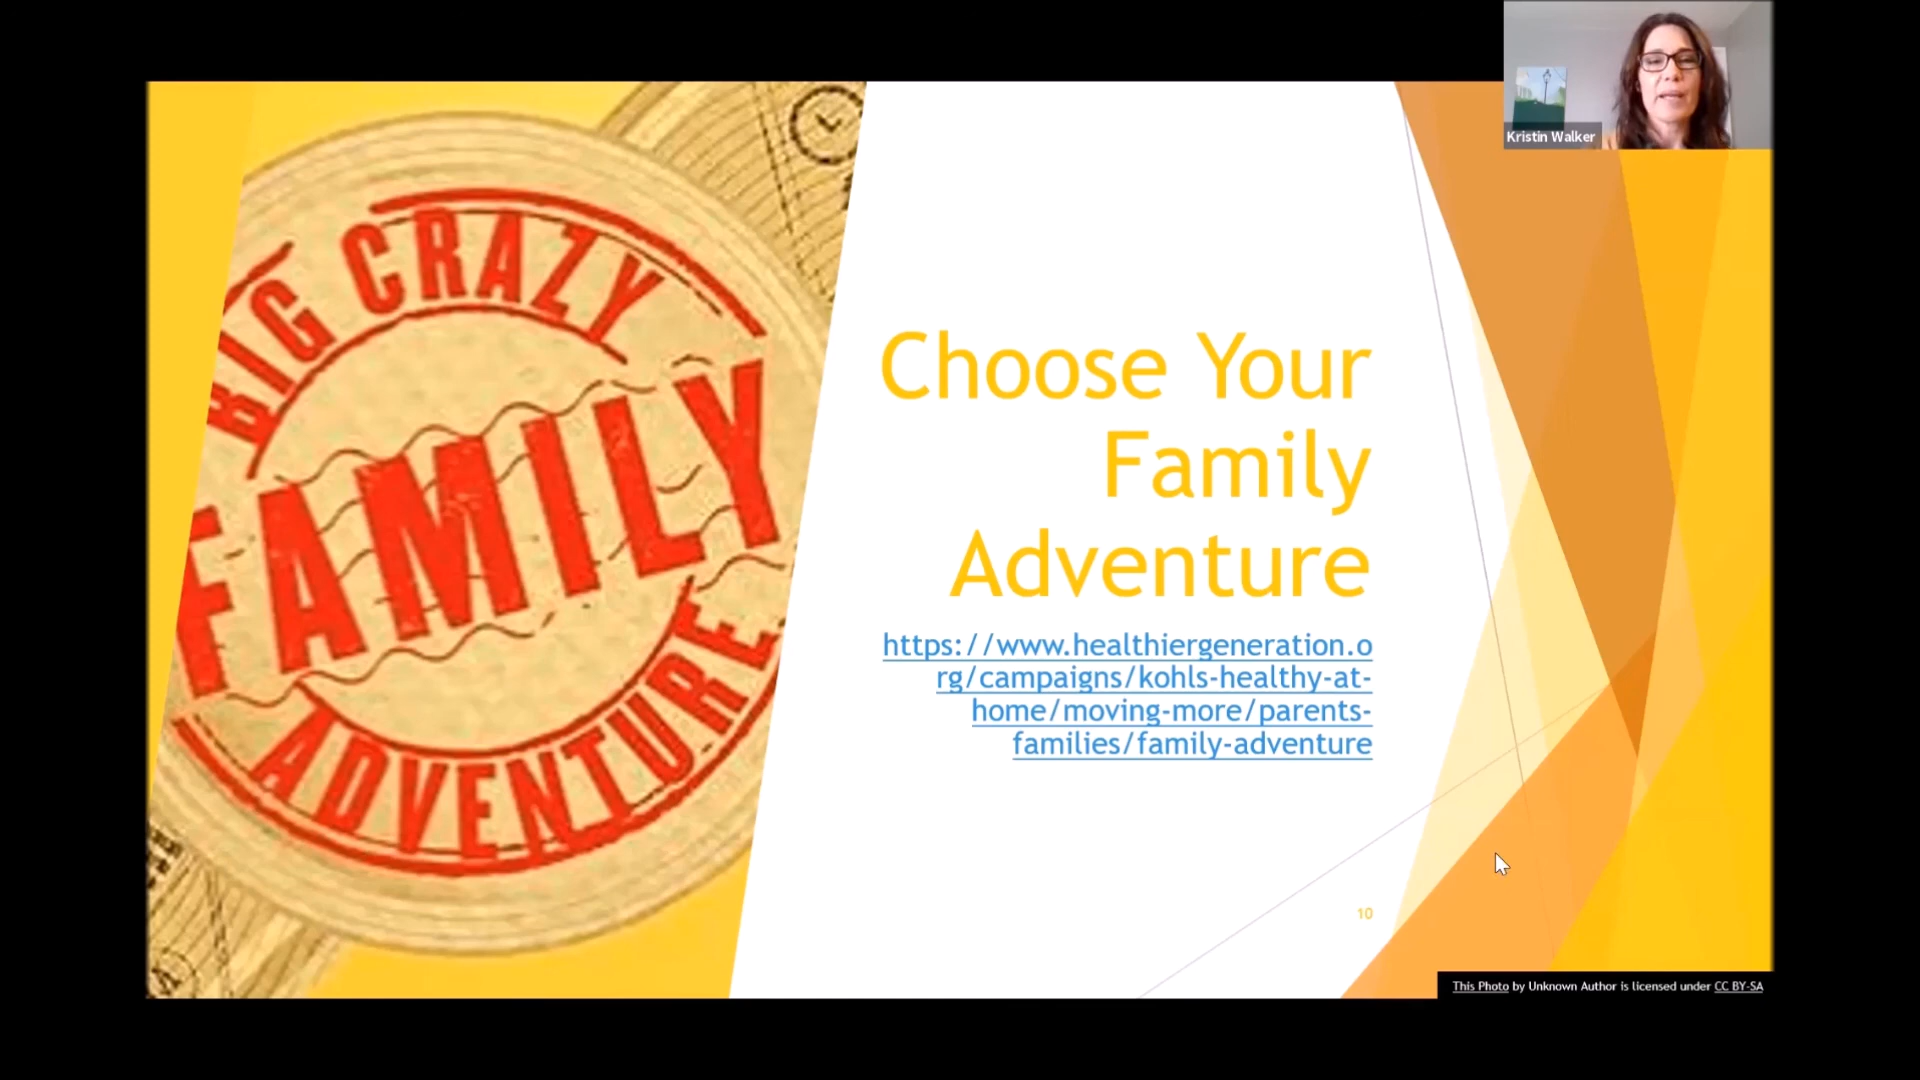 Kristin Walker
BIG CRAZY
FAMILY
ADVENTURE
Choose Your
Family
Adventure
https://www.healthiergeneration.o
rg/campaigns/kohls-healthy-at-
home/moving-more/parents-
families/family-adventure
10
This Photo by Unknown Author is licensed under CC BY-SA